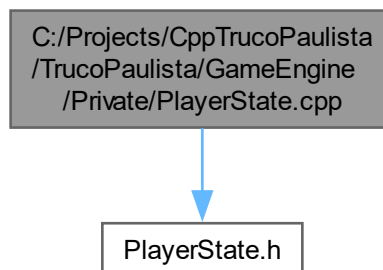 C:/Projects/CppTrucoPaulista
/TrucoPaulista/GameEngine
/Private/PlayerState.cpp
PlayerState.h